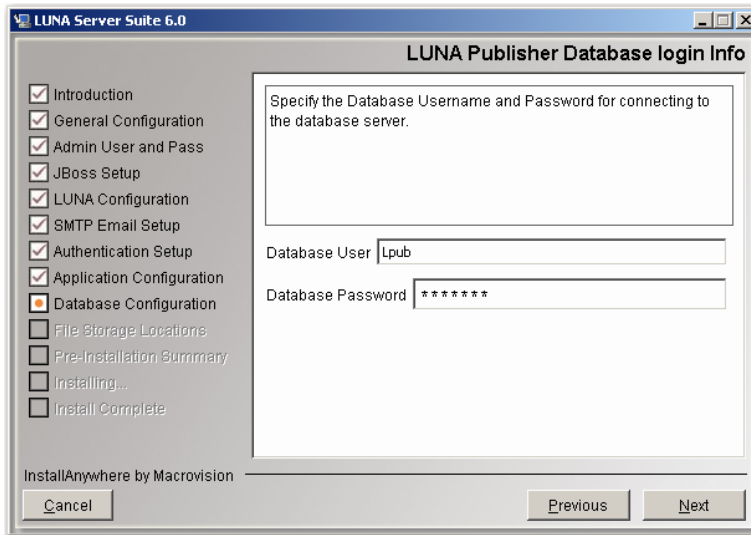 LUNA Server Suite 6.0
LUNA Publisher Database login Info
Introduction
General Configuration
Admin User and Pass
JBoss Setup
LUNA Configuration
SMTP Email Setup
Authentication Setup
Application Configuration
Database Configuration
File Storage Locations
Pre-Installation Summary
Installing...
Install Complete
Specify the Database Username and Password for connecting to
the database server.
Database User Lpub
Database Password *******
InstallAnywhere by Macrovision
Cancel
Previous
Next